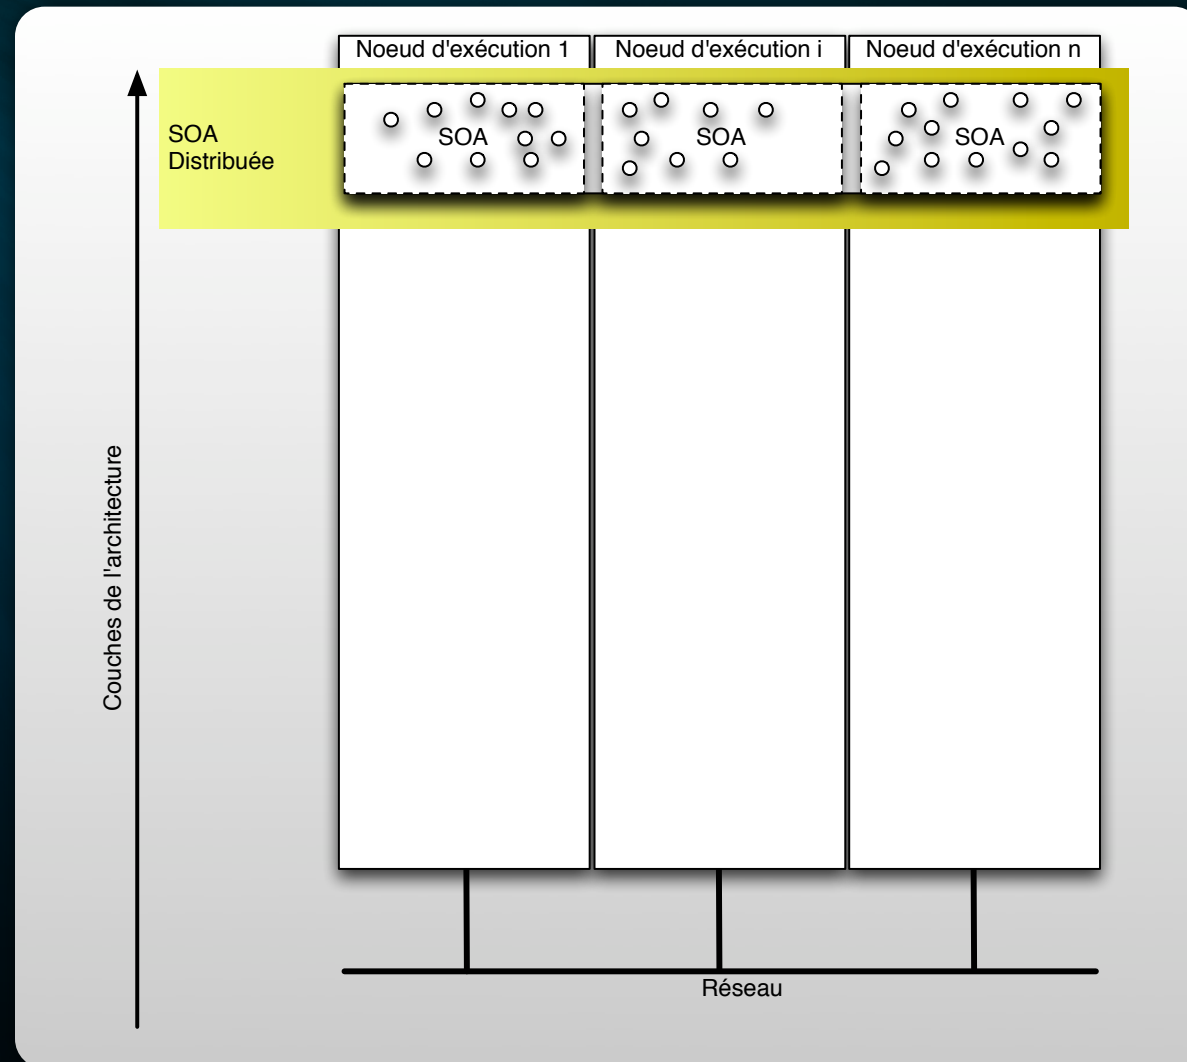 Noeud d'exécution 1
Noeud d'exécution i
Noeud d'exécution n
SOA
Distribuée
SOA
SOA
SOA
Couches de l'architecture
Réseau